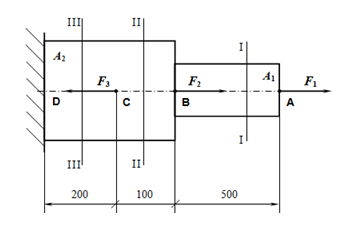 III II I
A₂ A₁
F₃ F₂ F₁
D C B A
III II I
200 100 500